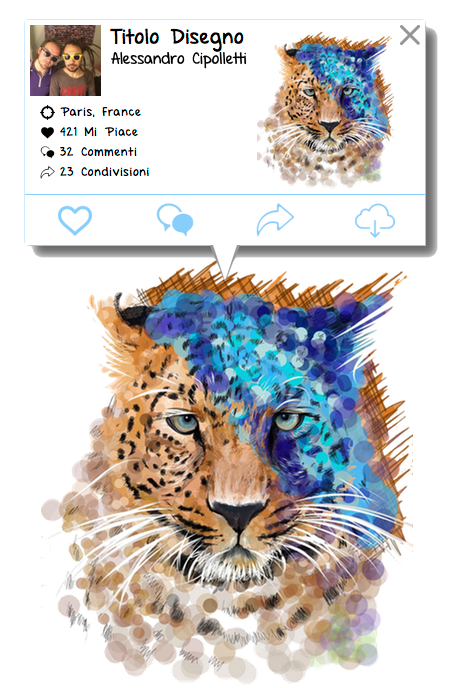 Titolo Disegno
Alessandro Cipolletti
Paris, France
421 Mi Piace
32 Commenti
23 Condivisioni